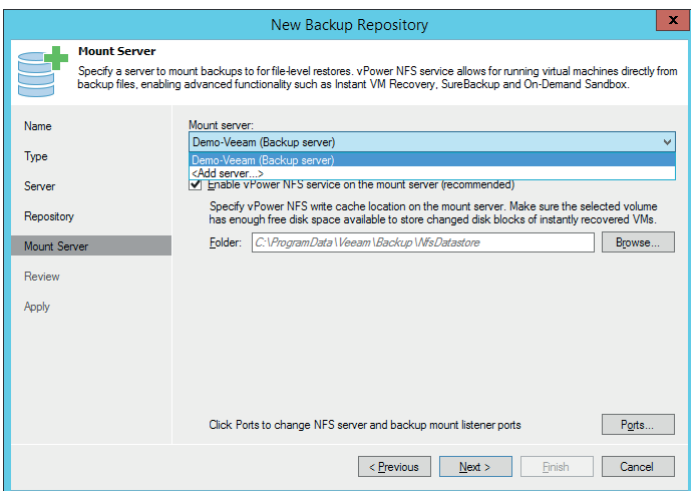 New Backup Repository
x
Mount Server
Specify a server to mount backups to for file-level restores. vPower NFS service allows for running virtual machines directly from
backup files, enabling advanced functionality such as Instant VM Recovery, SureBackup and On-Demand Sandbox.
Name
Type
Server
Repository
Mount Server
Review
Apply
Mount server:
Demo-Veeam (Backup server)
Demo-Veeam (Backup server)
<Add server...>
Enable vPower NFS service on the mount server (recommended)
Specify vPower NFS write cache location on the mount server. Make sure the selected volume
has enough free disk space available to store changed disk blocks of instantly recovered VMs.
Folder: C:\ProgramData\Veeam\Backup\NfsDatastore Browse...
Click Ports to change NFS server and backup mount listener ports Ports...
< Previous Next > Finish Cancel